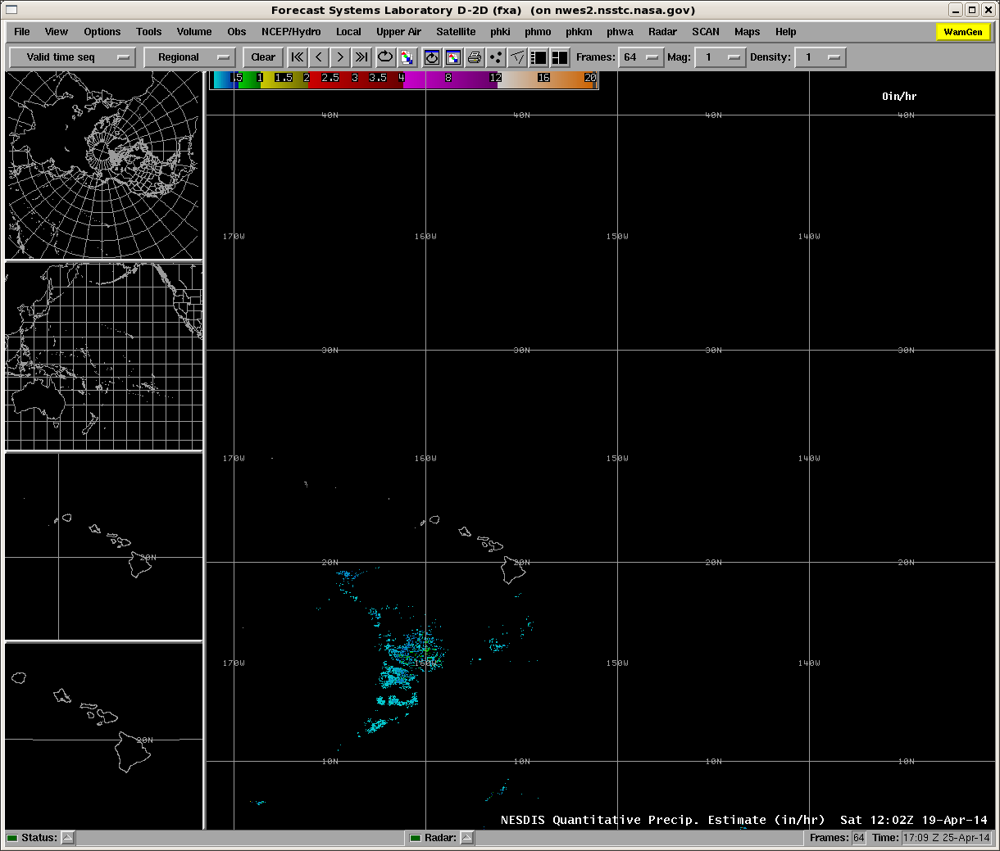 Forecast Systems Laboratory D-2D (fxa) (on nwes2.nsstc.nasa.gov)
File View Options Tools Volume Obs NCEP/Hydro Local Upper Air Satellite phki phmo phkm phwa Radar SCAN Maps Help WarnGen
Valid time seq Regional Clear Frames: 64 Mag: 1 Density: 1
.5 1 1.5 2 2.5 3 3.5 4 8 12 16 20
0in/hr
40N 40N 40N 40N
170W 160W 150W 140W
30N 30N 30N 30N
170W 160W 150W 140W
20N
20N 20N 20N 20N
170W 160W 150W 140W
20N
10N 10N 10N 10N
NESDIS Quantitative Precip. Estimate (in/hr) Sat 12:02Z 19-Apr-14
Status: Radar: Frames: 64 Time: 17:09 Z 25-Apr-14